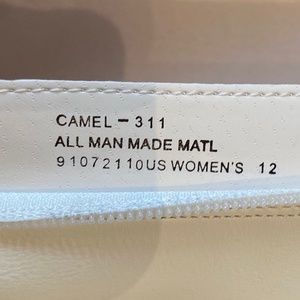 CAMEL-311
ALL MAN MADE MATL
91072110US WOMEN'S 12